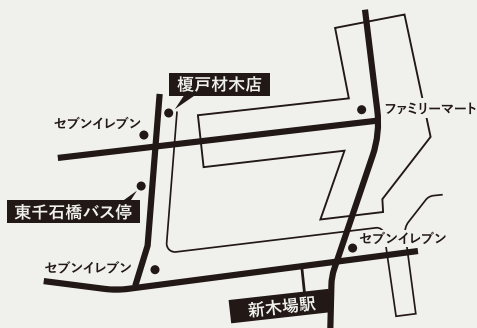 榎戸材木店
ファミリーマート
セブンイレブン
東千石橋バス停
セブンイレブン
セブンイレブン
新木場駅